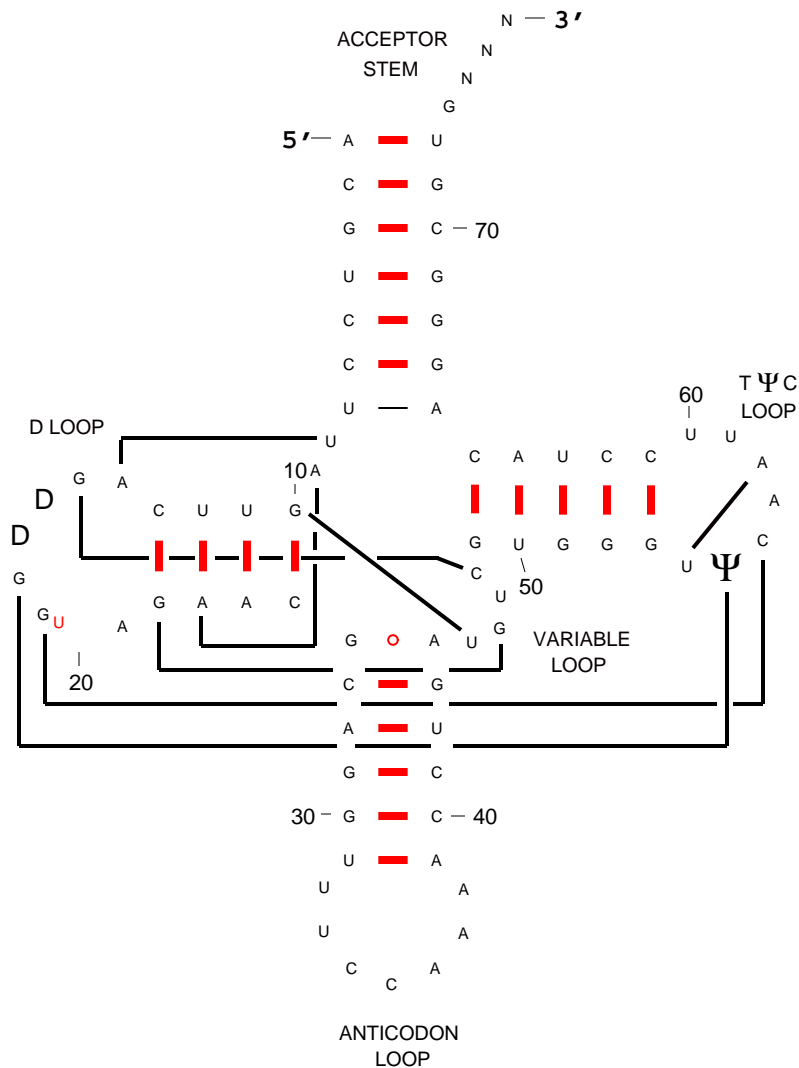 N 3'
ACCEPTOR
STEM
N
N
G
5' A U
C G
G C 70
U G
C G
C G
U A
T Ψ C
LOOP
60
D LOOP
U
U U
G A
10 A
C A U C C
A
D
C U U G
A
D
G U G G G
C
U Ψ
G
C
50
G A A C
U
G U A
G A U G
VARIABLE
LOOP
20
C G
A U
G C
30 G C 40
U A
U A
U A
C A
C
ANTICODON
LOOP